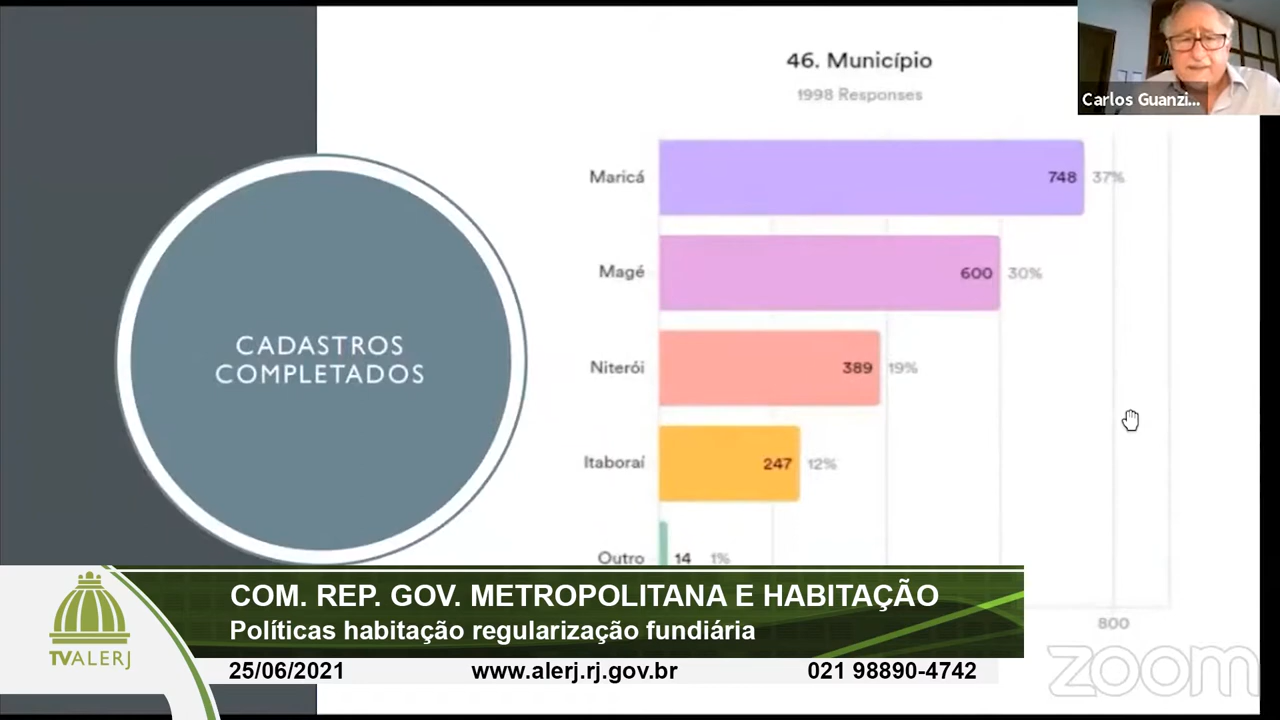 46. Município
1998 Responses
Carlos Guanzi...
Maricá 748 37%
Magé 600 30%
Niterói 389 19%
Itaboraí 247 12%
Outro 14 1%
800
CADASTROS
COMPLETADOS
COM. REP. GOV. METROPOLITANA E HABITAÇÃO
Políticas habitação regularização fundiária
25/06/2021 www.alerj.rj.gov.br 021 98890-4742
TVALERJ
zoom